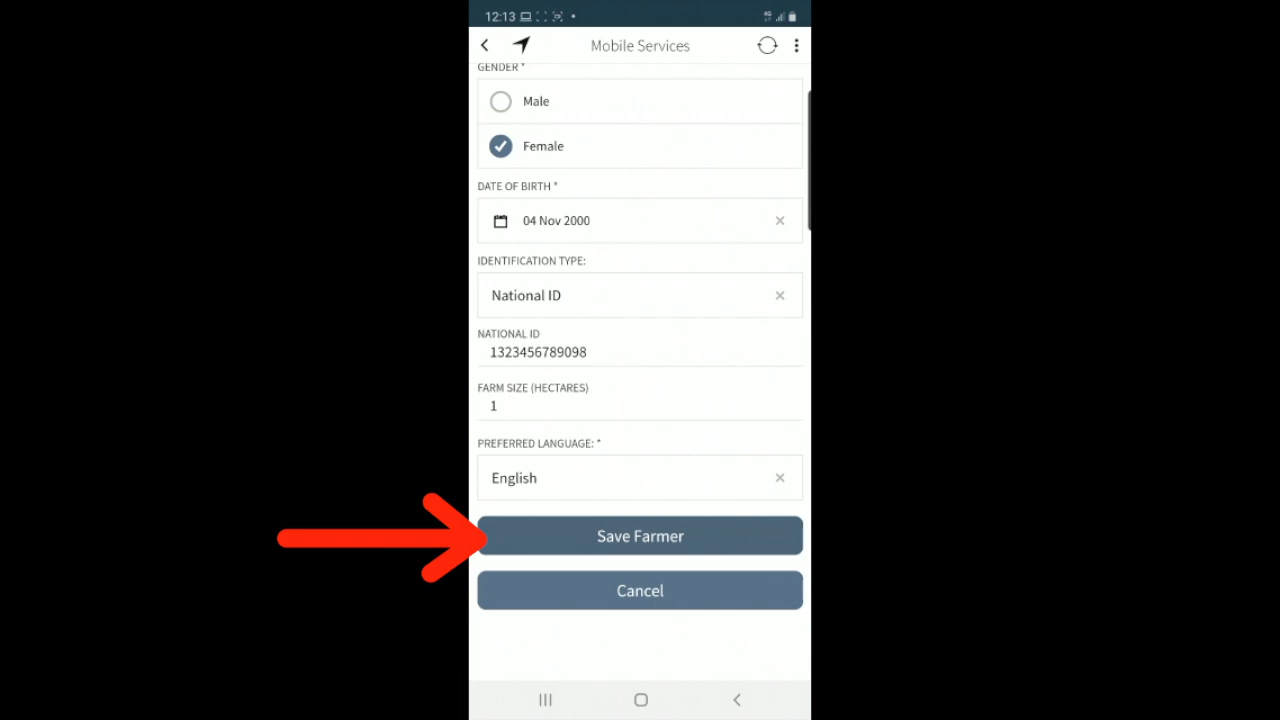 12:13
4G
Mobile Services
GENDER *
Male
Female
DATE OF BIRTH *
04 Nov 2000
IDENTIFICATION TYPE:
National ID
NATIONAL ID
1323456789098
FARM SIZE (HECTARES)
1
PREFERRED LANGUAGE: *
English
Save Farmer
Cancel